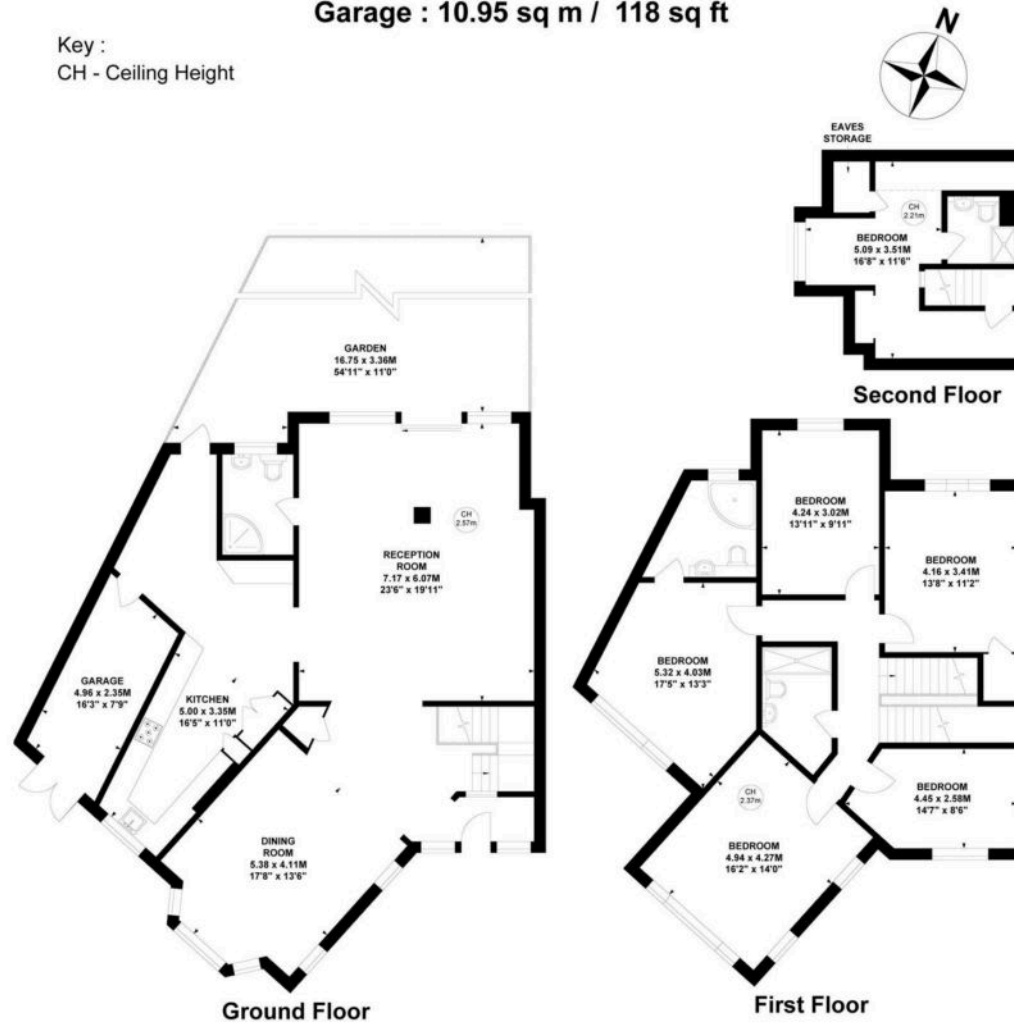 Garage : 10.95 sq m / 118 sq ft
Key :
CH - Ceiling Height
N
EAVES
STORAGE
CH
2.21m
BEDROOM
5.09 x 3.51M
16'8" x 11'6"
Second Floor
GARDEN
16.75 x 3.36M
54'11" x 11'0"
CH
2.57m
RECEPTION
ROOM
7.17 x 6.07M
23'6" x 19'11"
GARAGE
4.96 x 2.35M
16'3" x 7'9"
KITCHEN
5.00 x 3.35M
16'5" x 11'0"
DINING
ROOM
5.38 x 4.11M
17'8" x 13'6"
Ground Floor
BEDROOM
4.24 x 3.02M
13'11" x 9'11"
BEDROOM
4.16 x 3.41M
13'8" x 11'2"
BEDROOM
5.32 x 4.03M
17'5" x 13'3"
CH
2.37m
BEDROOM
4.94 x 4.27M
16'2" x 14'0"
BEDROOM
4.45 x 2.58M
14'7" x 8'6"
First Floor